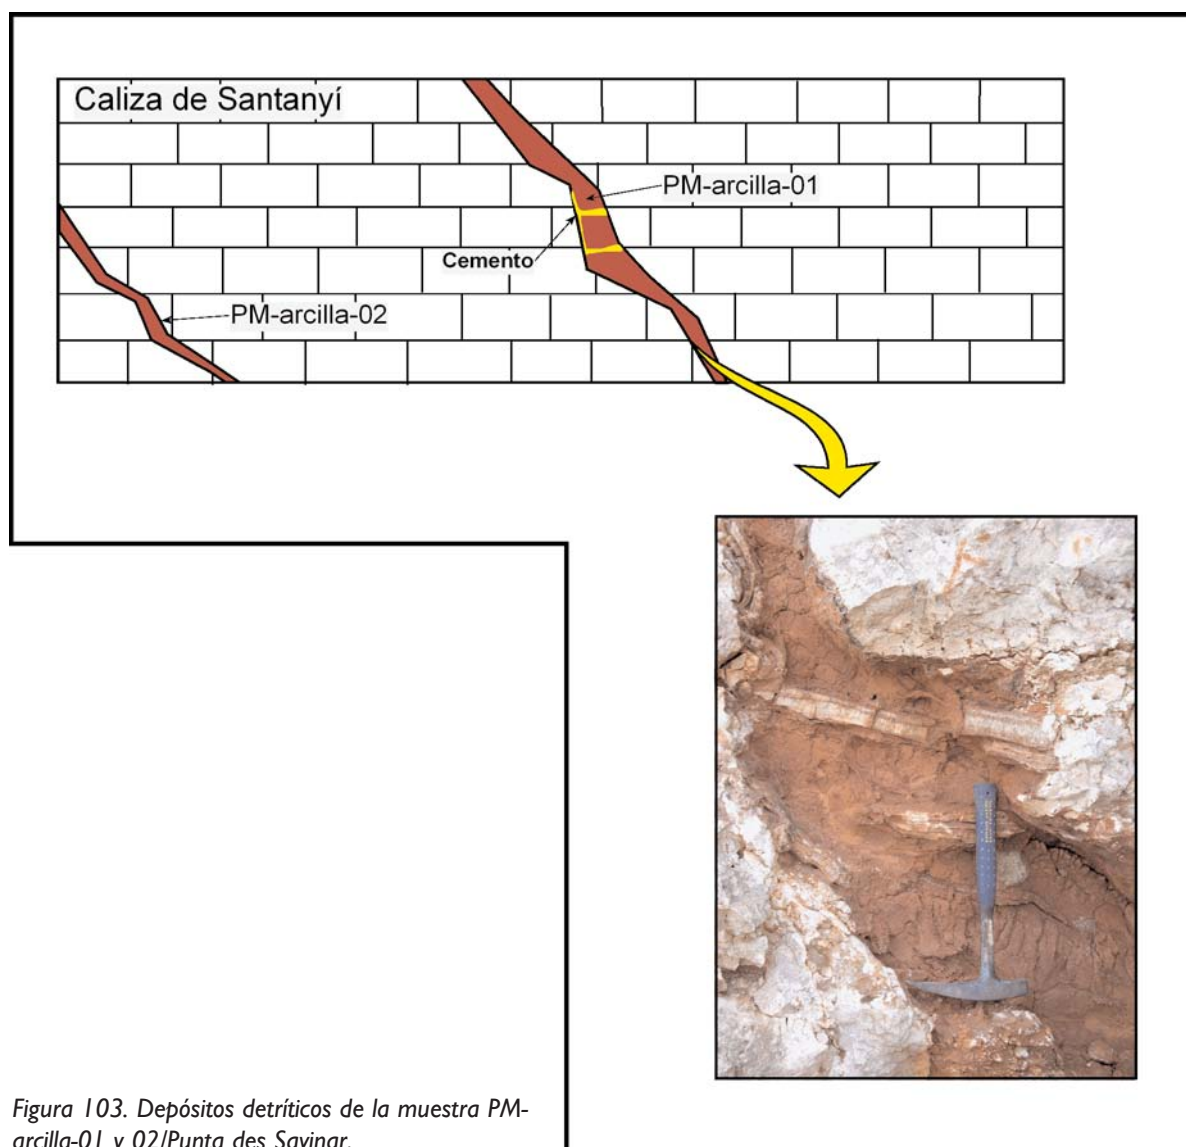 Caliza de Santanyí
PM-arcilla-01
Cemento
PM-arcilla-02
Figura 103. Depósitos detríticos de la muestra PM-
arcilla-01 y 02/Punta des Savinar.